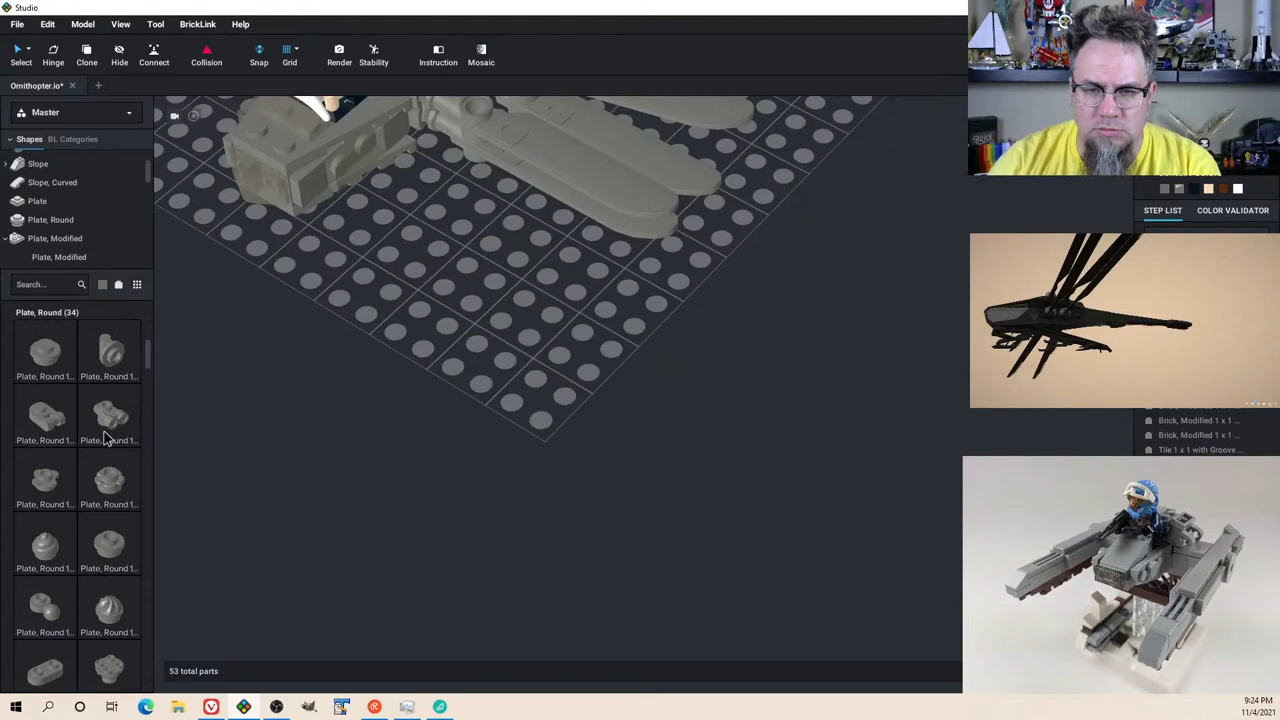 Studio
File Edit Model View Tool BrickLink Help
Select Hinge Clone Hide Connect Collision Snap Grid Render Stability Instruction Mosaic
Ornithopter.io*
Master
Shapes BL Categories
Slope
Slope, Curved
Plate
Plate, Round
Plate, Modified
Plate, Modified
Search...
Plate, Round (34)
Plate, Round 1... Plate, Round 1...
Plate, Round 1... Plate, Round 1...
Plate, Round 1... Plate, Round 1...
Plate, Round 1... Plate, Round 1...
Plate, Round 1... Plate, Round 1...
STEP LIST COLOR VALIDATOR
Brick, Modified 1 x 1 ...
Brick, Modified 1 x 1 ...
Tile 1 x 1 with Groove ...
53 total parts
9:24 PM
11/4/2021